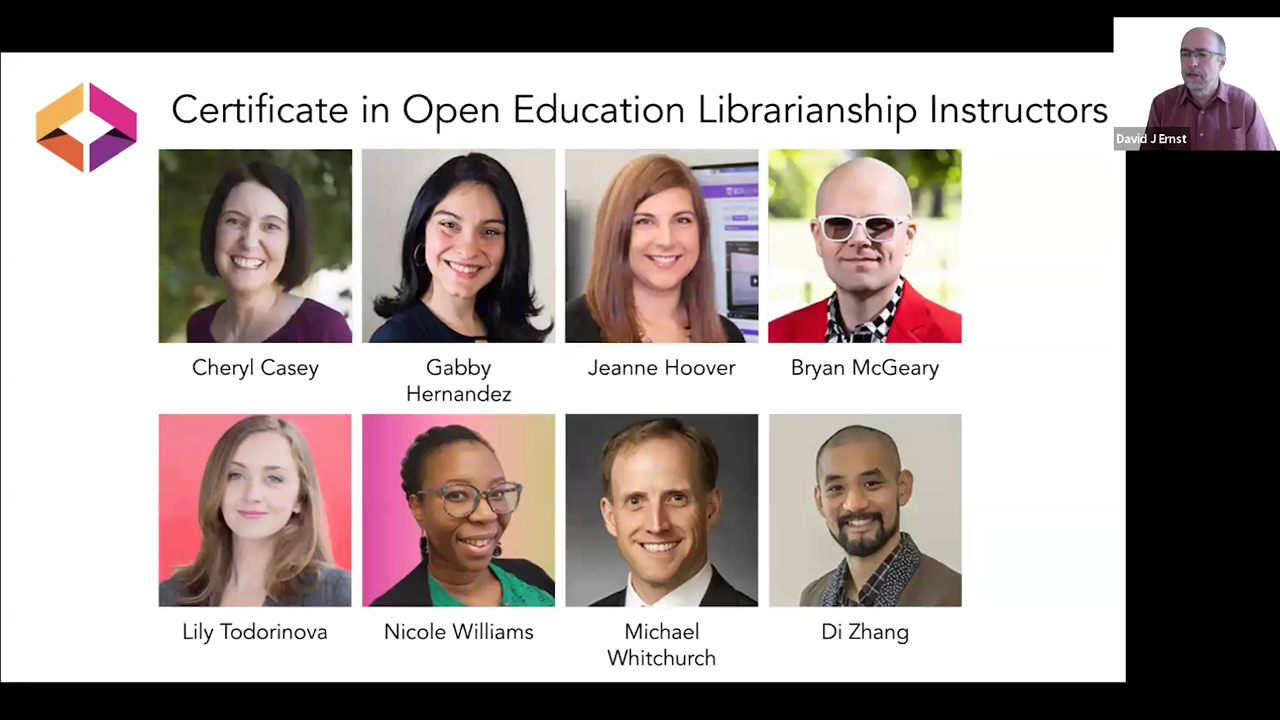 Certificate in Open Education Librarianship Instructors
David J Ernst
Cheryl Casey
Gabby
Hernandez
Jeanne Hoover
Bryan McGeary
Lily Todorinova
Nicole Williams
Michael
Whitchurch
Di Zhang